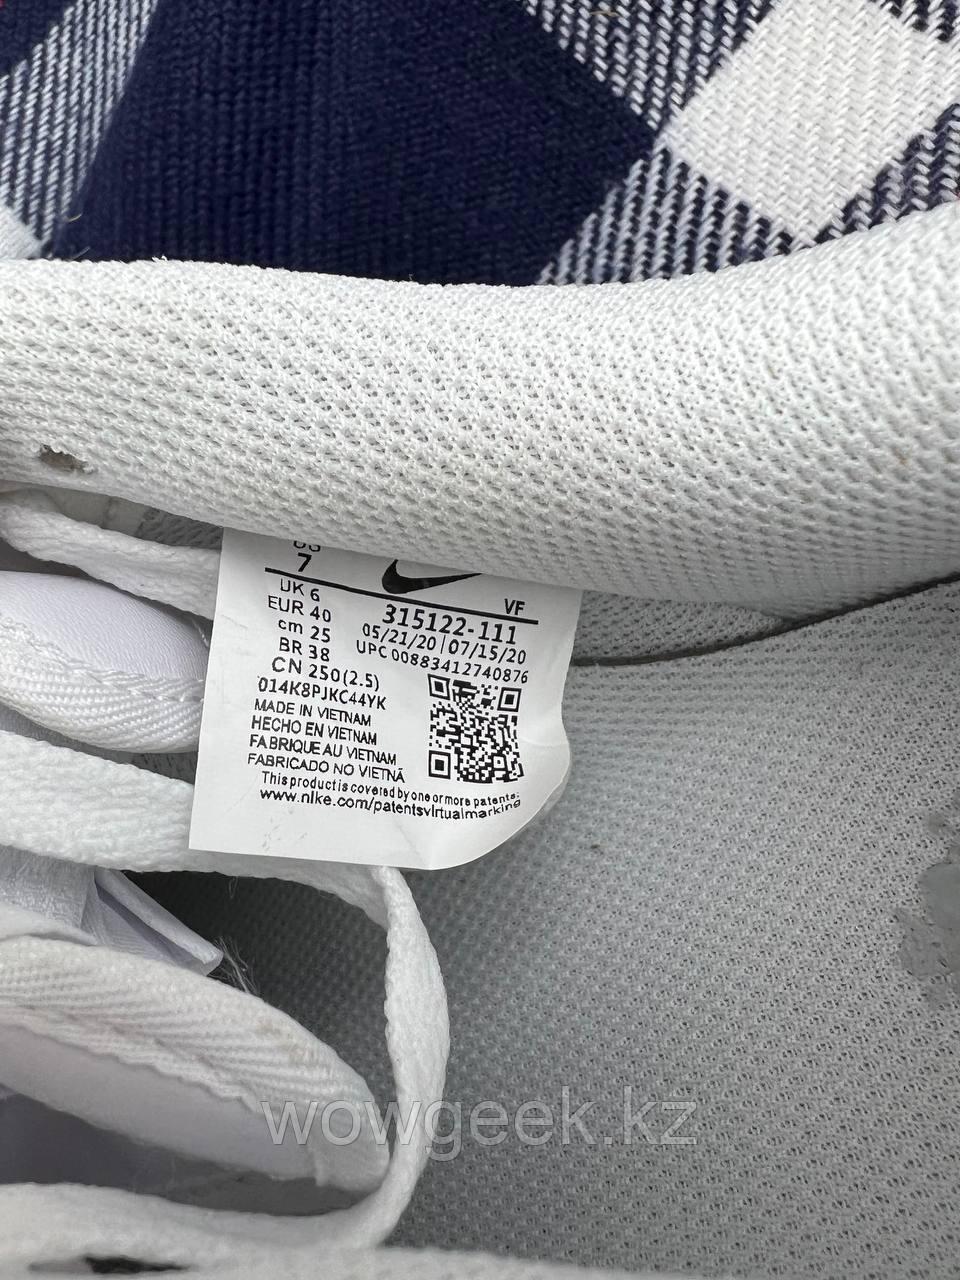 US
7
UK 6
EUR 40
cm 25
BR 38
CN 250(2.5)
014K8PJKC44YK
VF
315122-111
05/21/20 | 07/15/20
UPC 00883412740876
MADE IN VIETNAM
HECHO EN VIETNAM
FABRIQUE AU VIETNAM
FABRICADO NO VIETNÃ
This product is covered by one or more patents:
www.nike.com/patentsvirtualmarking
wowgeek.kz